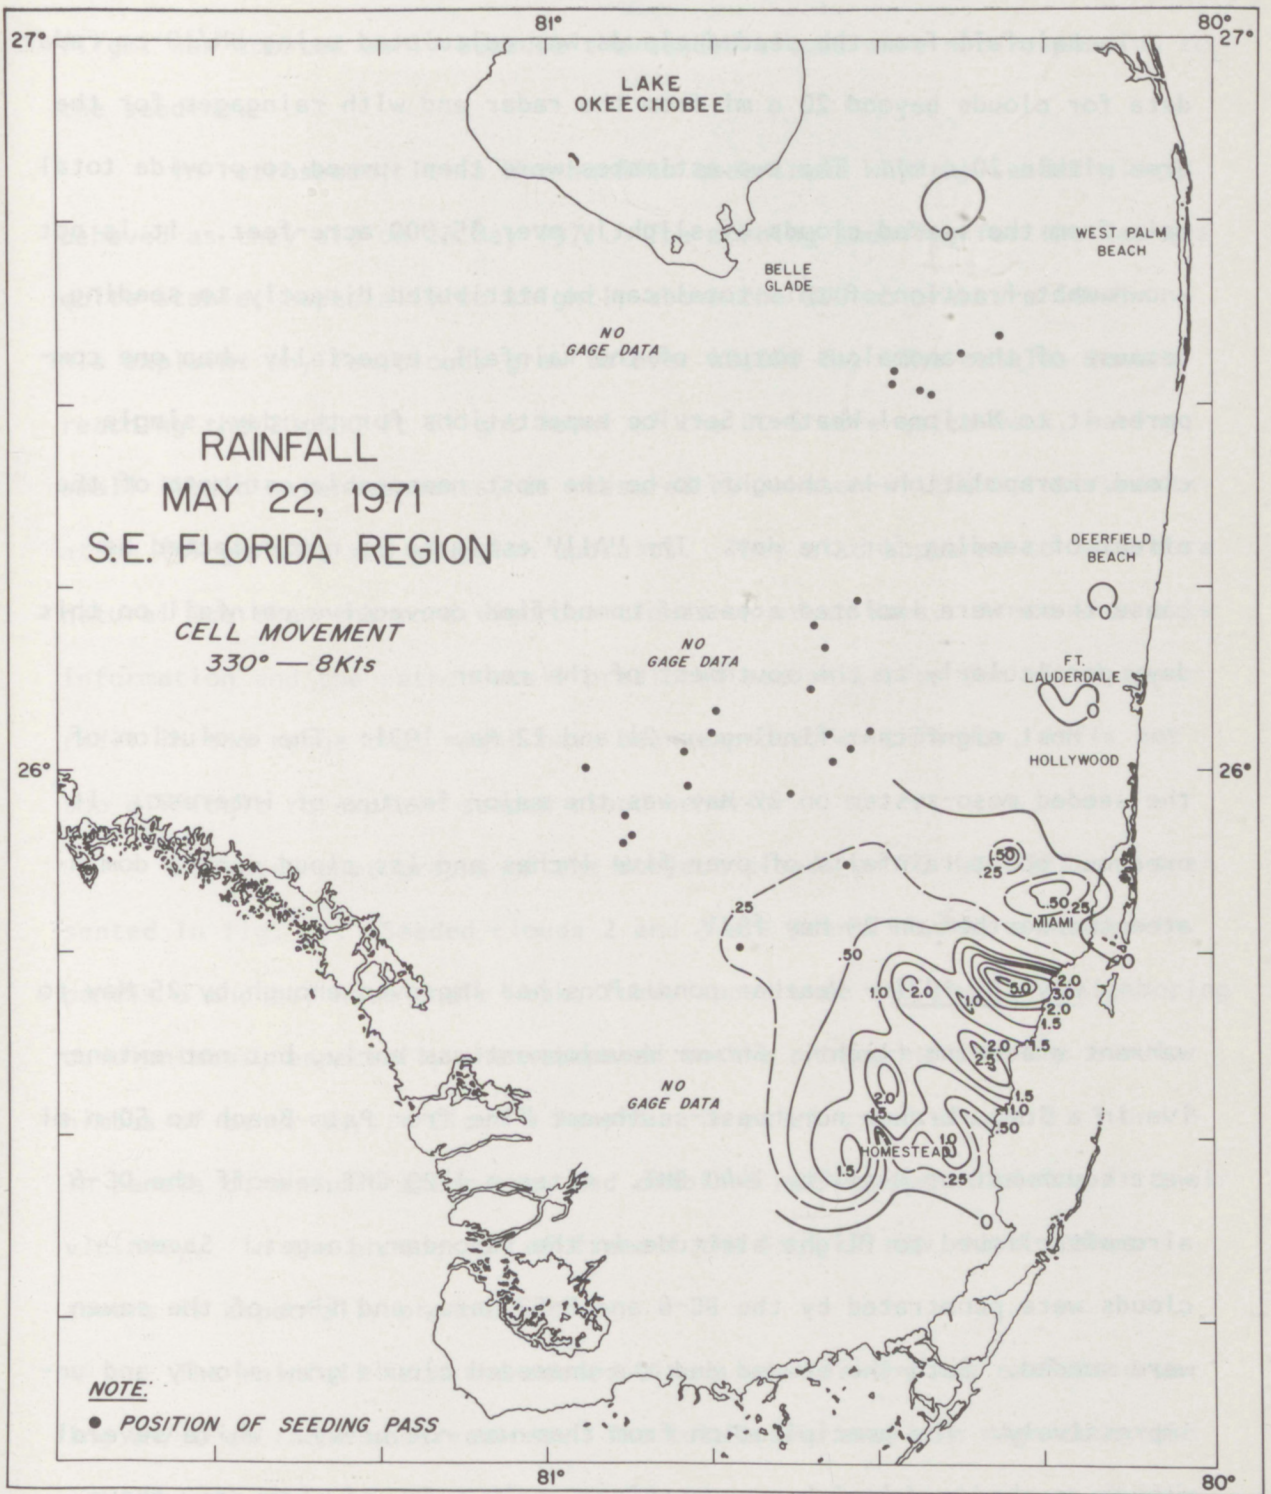 81°
80°
27°
27°
LAKE
OKEECHOBEE
0
WEST PALM
BEACH
BELLE
GLADE
NO
GAGE DATA
RAINFALL
MAY 22, 1971
S.E. FLORIDA REGION
DEERFIELD
BEACH
0
CELL MOVEMENT
330° — 8Kts
NO
GAGE DATA
FT.
LAUDERDALE
0
HOLLYWOOD
26°
26°
.50
.25
.50
.25
MIAMI
.25
.50
0
1.0
2.0
1.0
5.0
2.0
3.0
2.0
1.5
2.0
2.5
1.5
NO
GAGE DATA
2.0
1.5
1.5
1.0
.50
1.0
HOMESTEAD
1.5
.25
0
NOTE:
● POSITION OF SEEDING PASS
81°
80°